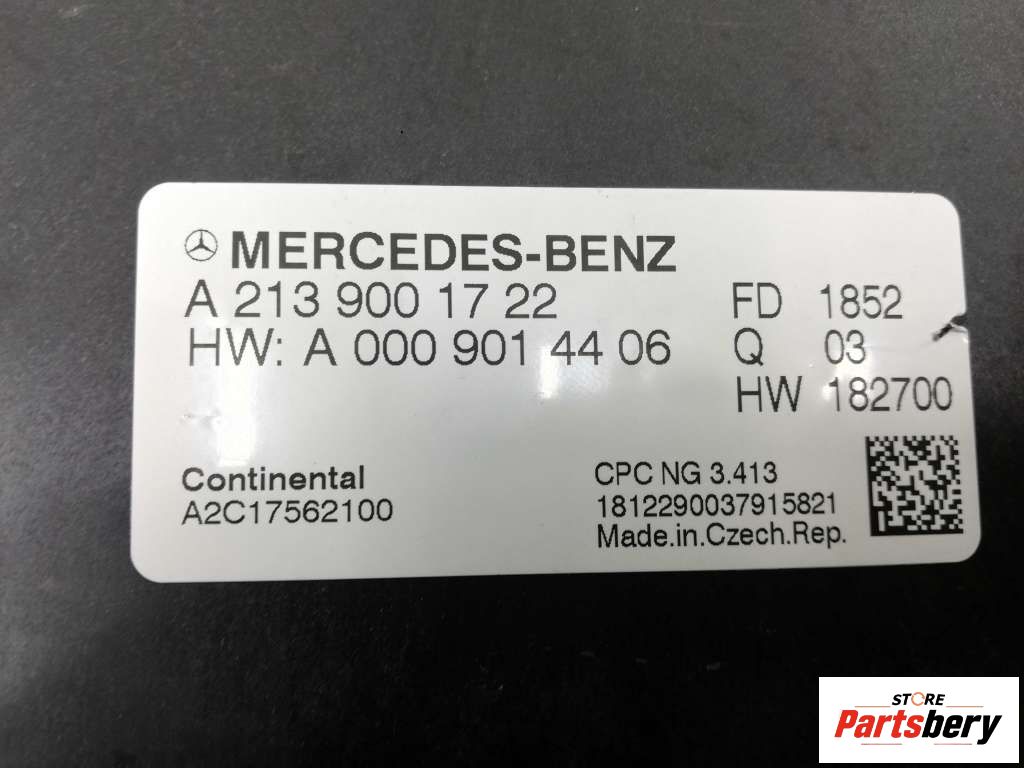 MERCEDES-BENZ
A 213 900 17 22
HW: A 000 901 44 06
FD 1852
Q 03
HW 182700
Continental
A2C17562100
CPC NG 3.413
1812290037915821
Made.in.Czech.Rep.
STORE
Partsbery